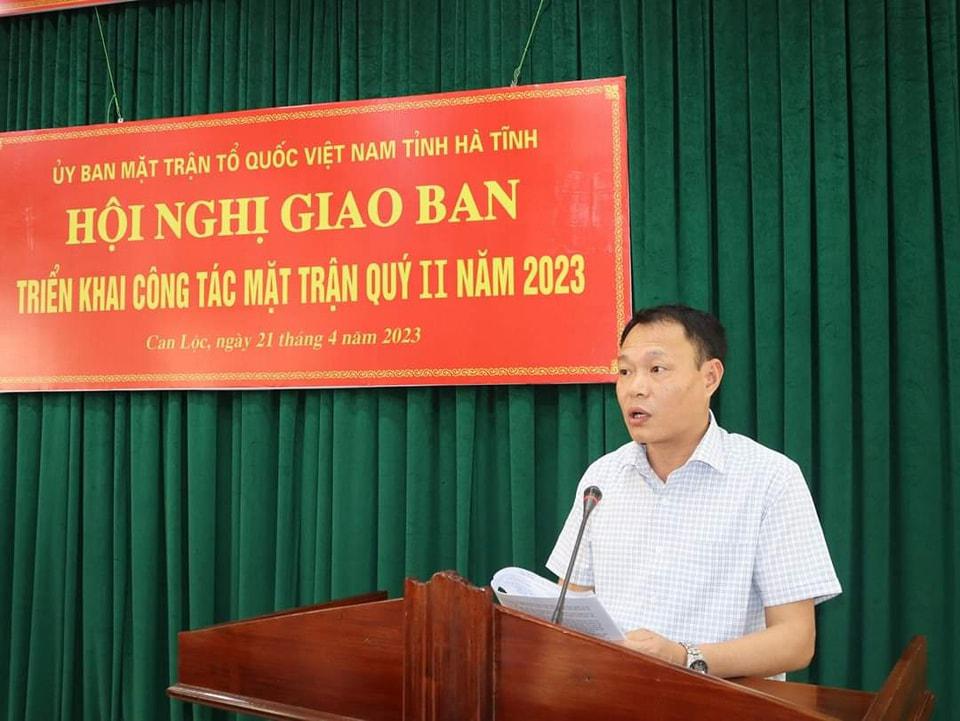 ỦY BAN MẶT TRẬN TỔ QUỐC VIỆT NAM TỈNH HÀ TĨNH
HỘI NGHỊ GIAO BAN
TRIỂN KHAI CÔNG TÁC MẶT TRẬN QUÝ II NĂM 2023
Can Lộc, ngày 21 tháng 4 năm 2023